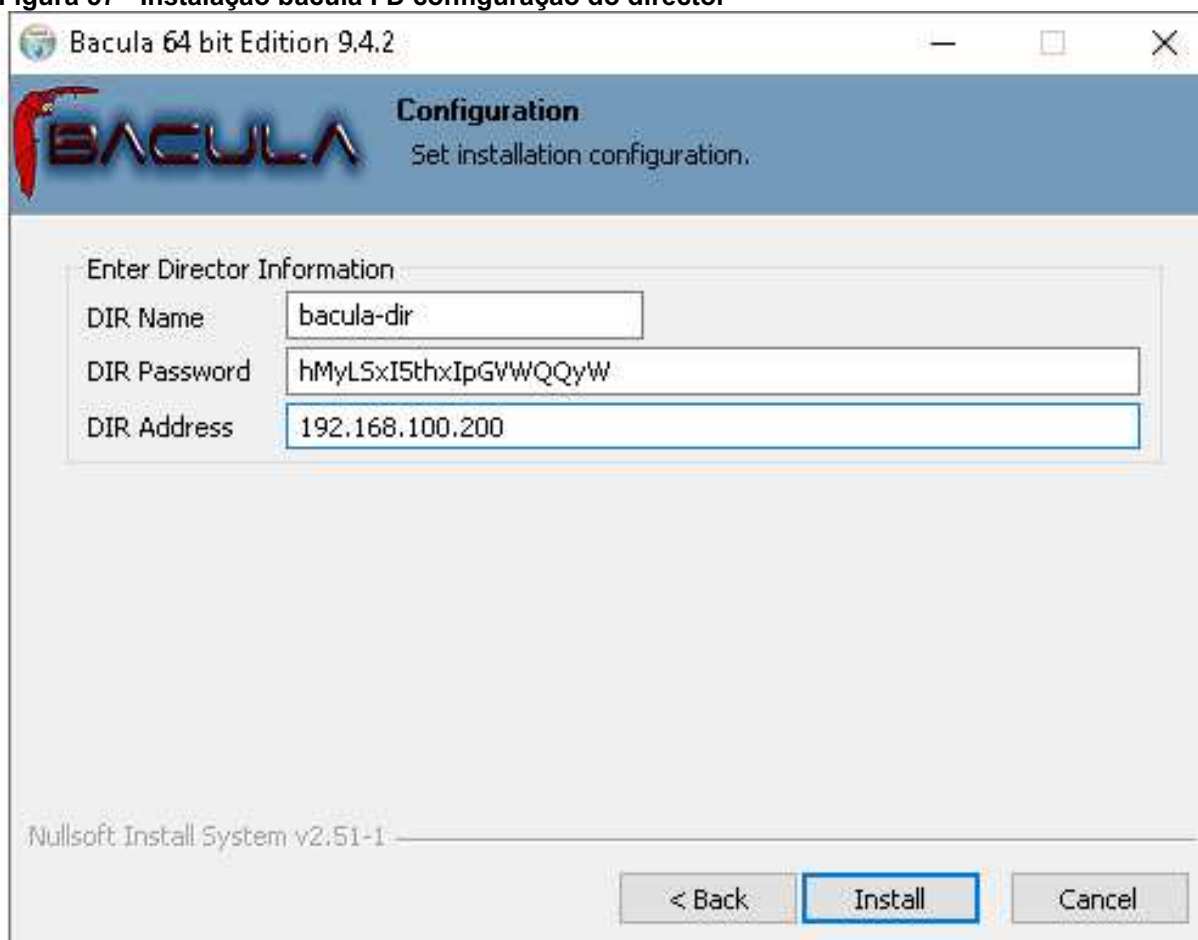 Bacula 64 bit Edition 9.4.2
BACULA
Configuration
Set installation configuration.
Enter Director Information
DIR Name bacula-dir
DIR Password hMyLSxI5thxIpGVWQQyW
DIR Address 192.168.100.200
Nullsoft Install System v2.51-1
< Back Install Cancel